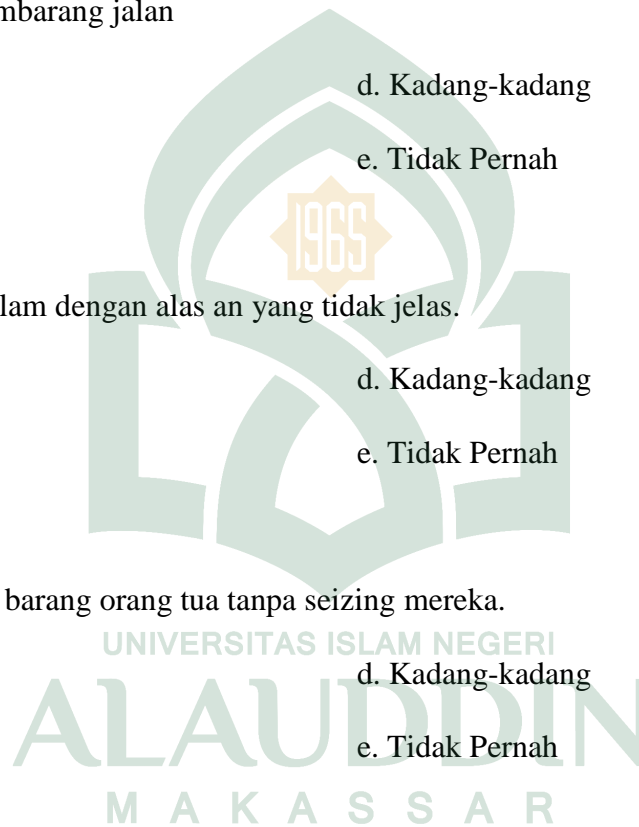 mbarang jalan
d. Kadang-kadang
e. Tidak Pernah
1965
lam dengan alas an yang tidak jelas.
d. Kadang-kadang
e. Tidak Pernah
barang orang tua tanpa seizing mereka.
UNIVERSITAS ISLAM NEGERI
d. Kadang-kadang
ALAUDDIN
e. Tidak Pernah
MAKASSAR